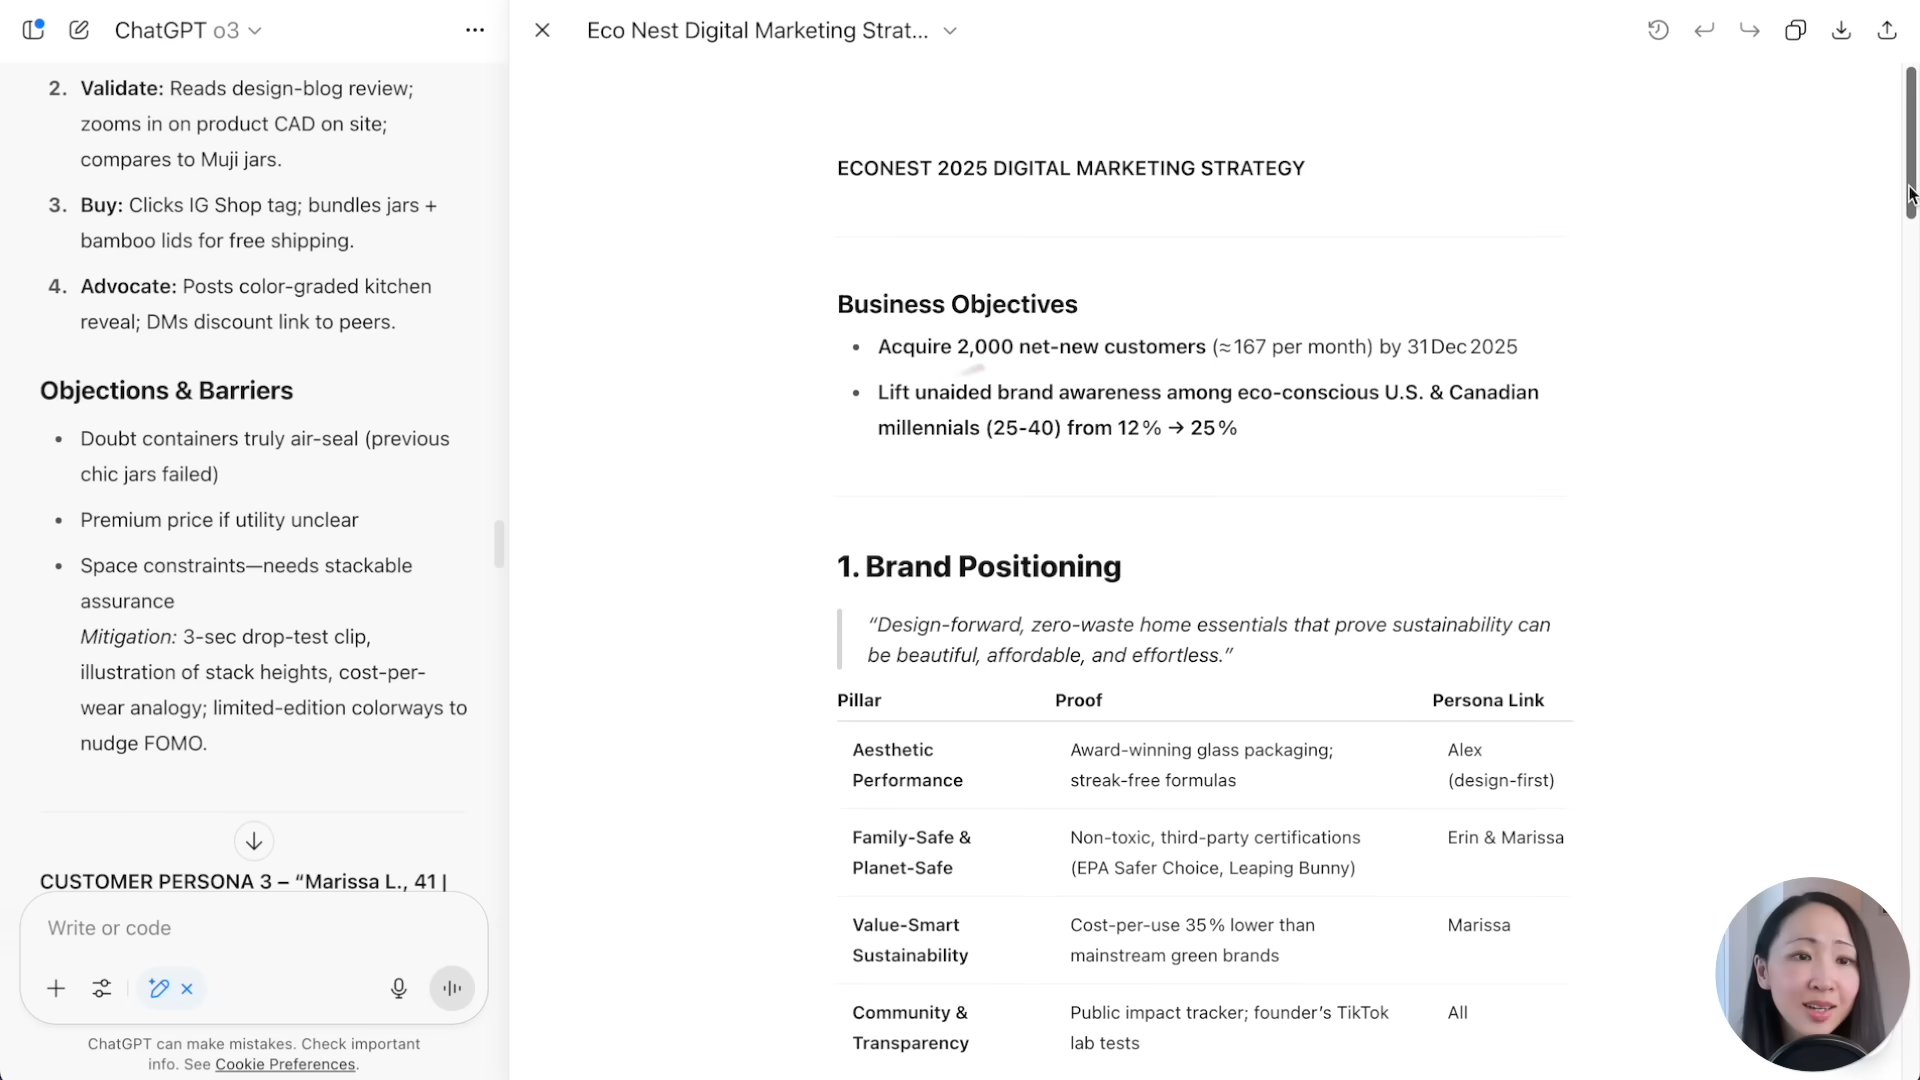 ChatGPT o3
2. Validate: Reads design-blog review;
zooms in on product CAD on site;
compares to Muji jars.
3. Buy: Clicks IG Shop tag; bundles jars +
bamboo lids for free shipping.
4. Advocate: Posts color-graded kitchen
reveal; DMs discount link to peers.
Objections & Barriers
• Doubt containers truly air-seal (previous
chic jars failed)
• Premium price if utility unclear
• Space constraints—needs stackable
assurance
Mitigation: 3-sec drop-test clip,
illustration of stack heights, cost-per-
wear analogy; limited-edition colorways to
nudge FOMO.
CUSTOMER PERSONA 3 – “Marissa L., 41 |
Write or code
ChatGPT can make mistakes. Check important
info. See Cookie Preferences.
Eco Nest Digital Marketing Strat...
ECONEST 2025 DIGITAL MARKETING STRATEGY
Business Objectives
• Acquire 2,000 net-new customers (≈167 per month) by 31 Dec 2025
• Lift unaided brand awareness among eco-conscious U.S. & Canadian
millennials (25-40) from 12 % → 25 %
1. Brand Positioning
“Design-forward, zero-waste home essentials that prove sustainability can
be beautiful, affordable, and effortless.”
Pillar Proof Persona Link
Aesthetic Award-winning glass packaging; Alex
Performance streak-free formulas (design-first)
Family-Safe & Non-toxic, third-party certifications Erin & Marissa
Planet-Safe (EPA Safer Choice, Leaping Bunny)
Value-Smart Cost-per-use 35 % lower than Marissa
Sustainability mainstream green brands
Community & Public impact tracker; founder’s TikTok All
Transparency lab tests